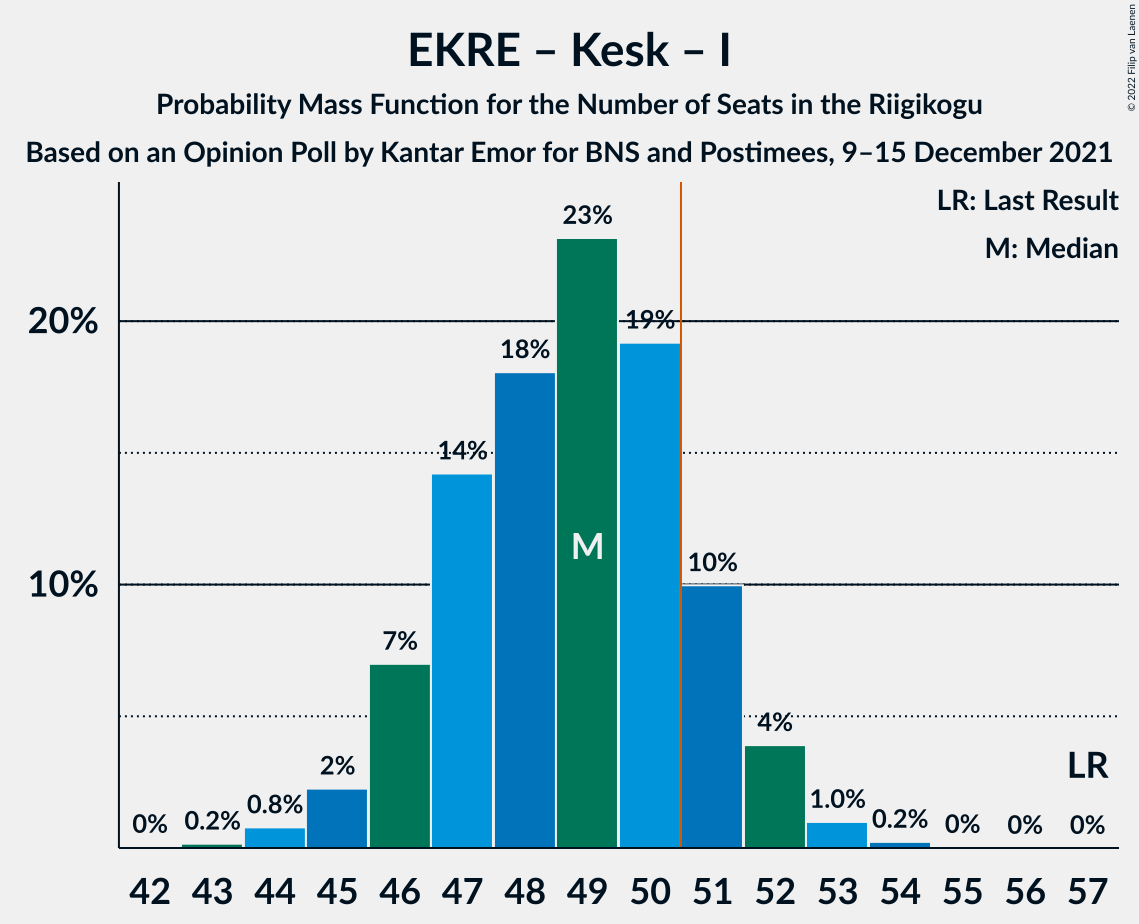 EKRE – Kesk – I
Probability Mass Function for the Number of Seats in the Riigikogu
Based on an Opinion Poll by Kantar Emor for BNS and Postimees, 9–15 December 2021
© 2022 Filip van Laenen
LR: Last Result
M: Median
20%
10%
0%
0.2%
0.8%
2%
7%
14%
18%
23%
19%
10%
4%
1.0%
0.2%
0%
0%
0%
M
LR
42 43 44 45 46 47 48 49 50 51 52 53 54 55 56 57